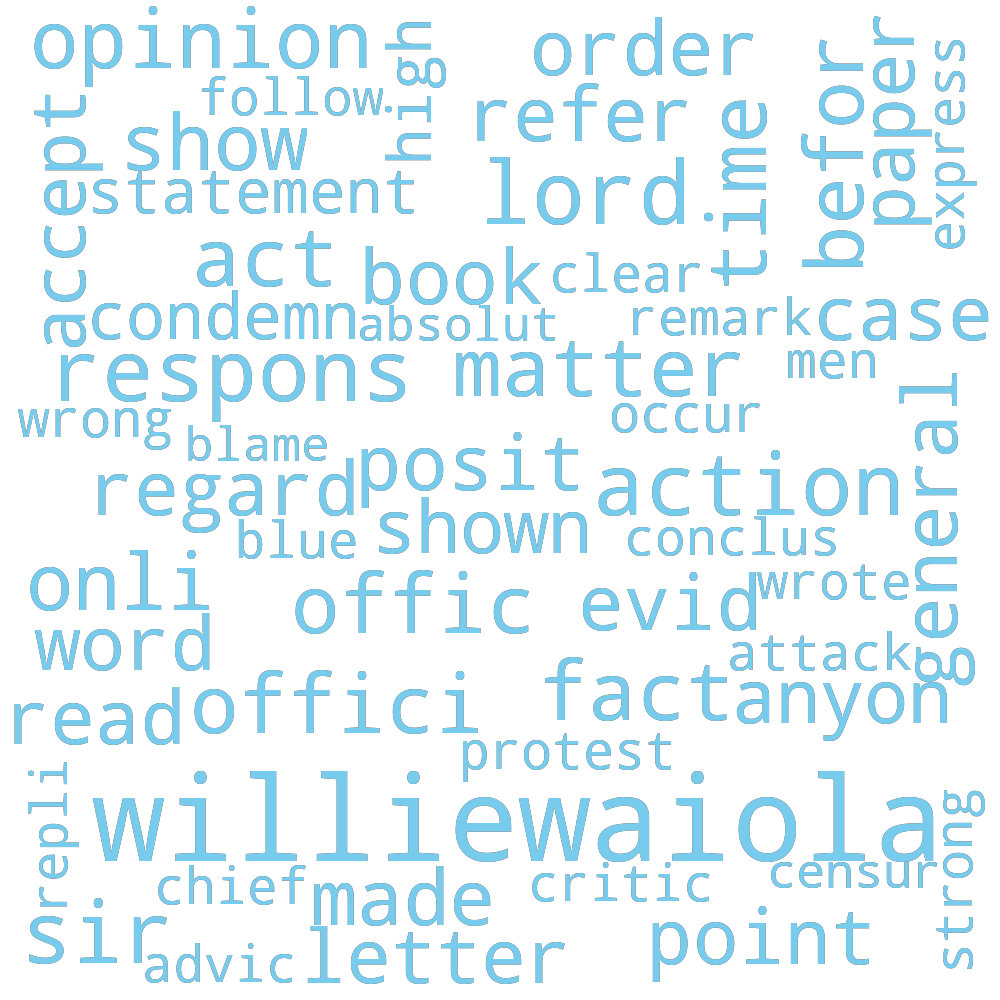 opinion
high
order
befor
paper
express
follow
refer
time
accept
show
statement
lord
act
book
clear
condemn
absolut
remark
case
respons
matter
men
wrong
blame
occur
general
regard
posit
action
blue
shown
conclus
onli
offic
evid
wrote
word
attack
read
offici
fact
anyon
protest
repli
williewaiola
strong
chief
made
critic
censur
sir
advic
letter
point